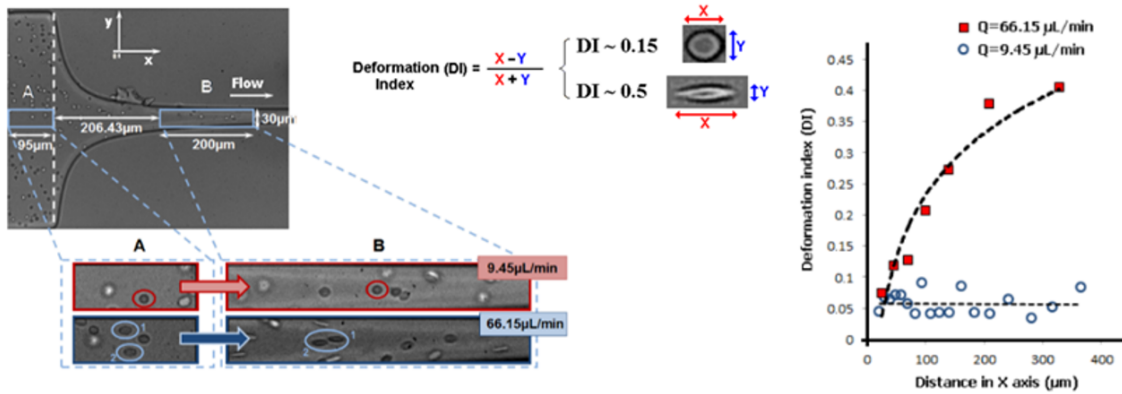 y
x
A
B
Flow
206.43µm
30µm
95µm
200µm
Deformation (DI) = X – Y
Index X + Y
DI ~ 0.15
DI ~ 0.5
X
Y
Y
X
A
B
9.45µL/min
1
2
66.15µL/min
1
2
Q=66.15 µL/min
Q=9.45 µL/min
Deformation index (DI)
0.45
0.4
0.35
0.3
0.25
0.2
0.15
0.1
0.05
0
0 100 200 300 400
Distance in X axis (µm)